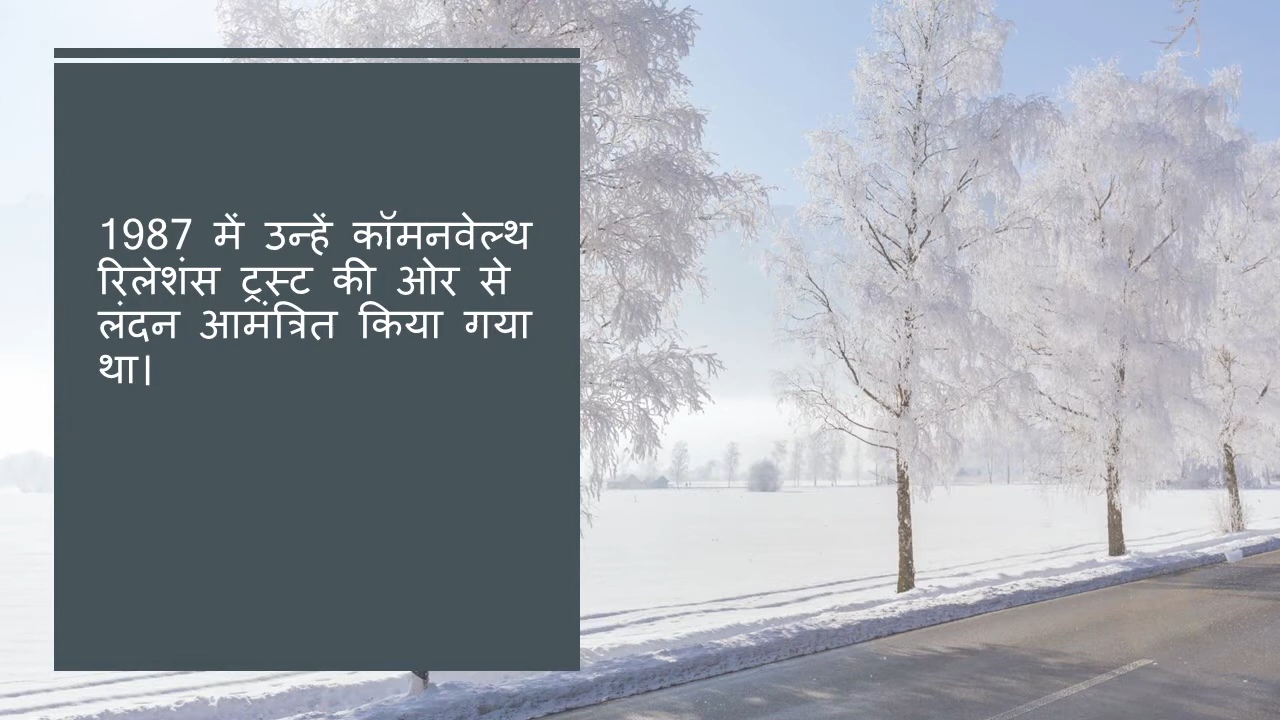 1987 में उन्हें कॉमनवेल्थ
रिलेशंस ट्रस्ट की ओर से
लंदन आमंत्रित किया गया
था।